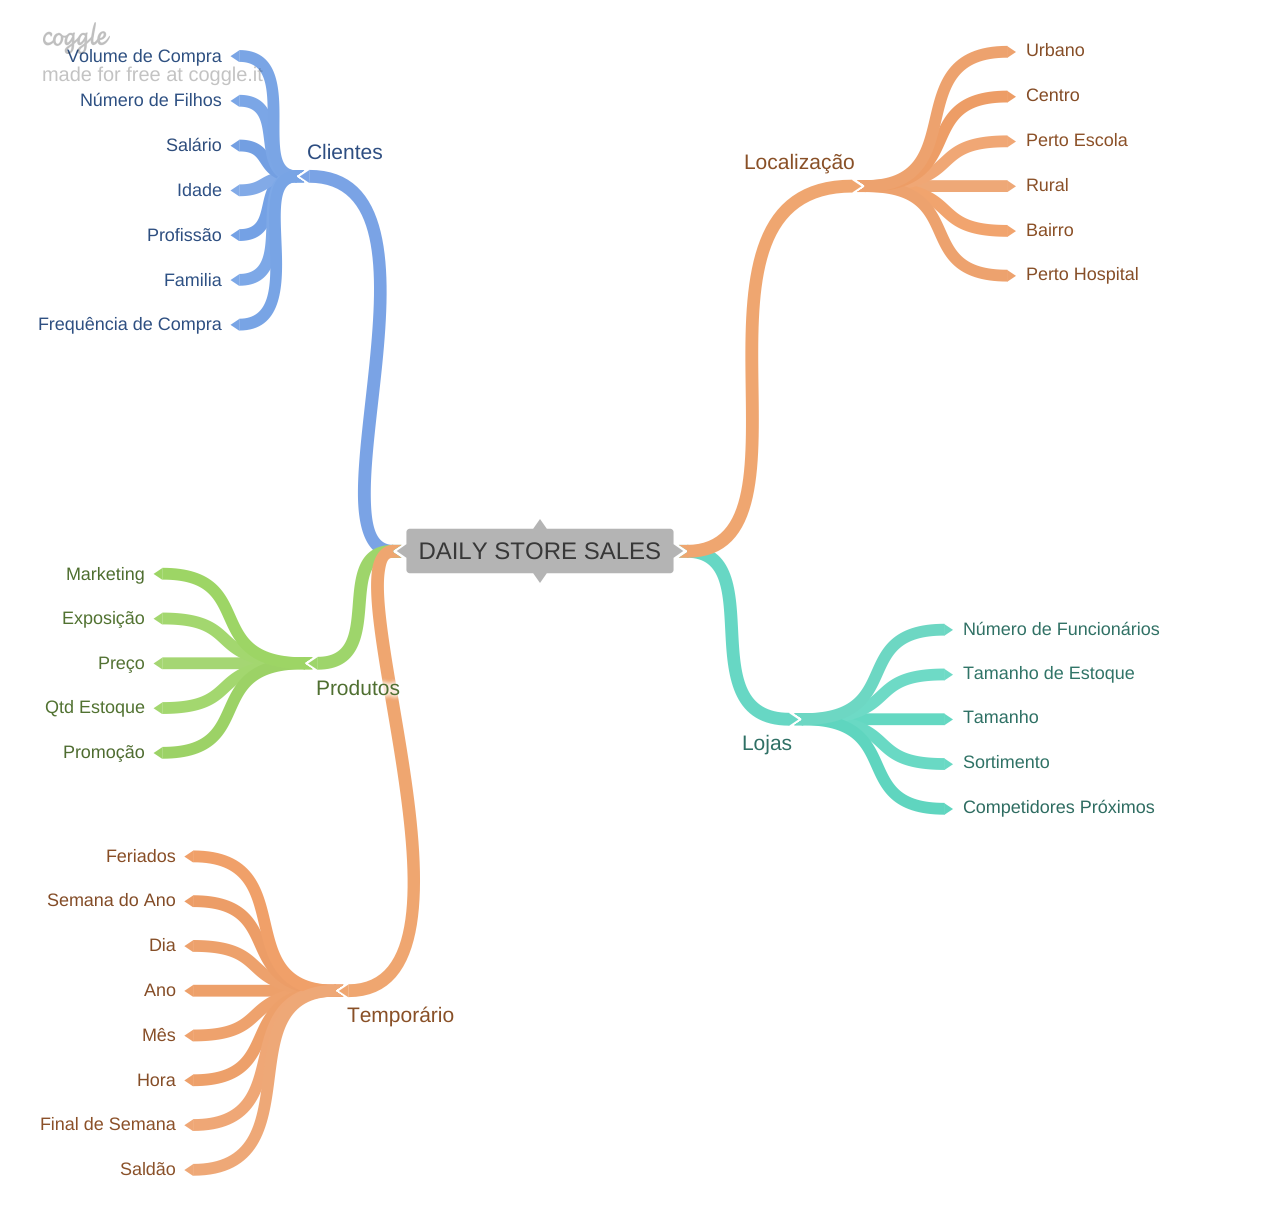 coggle
made for free at coggle.it
Volume de Compra
Número de Filhos
Salário
Idade
Profissão
Familia
Frequência de Compra
Clientes
Localização
Urbano
Centro
Perto Escola
Rural
Bairro
Perto Hospital
DAILY STORE SALES
Marketing
Exposição
Preço
Qtd Estoque
Promoção
Produtos
Lojas
Número de Funcionários
Tamanho de Estoque
Tamanho
Sortimento
Competidores Próximos
Feriados
Semana do Ano
Dia
Ano
Mês
Hora
Final de Semana
Saldão
Temporário